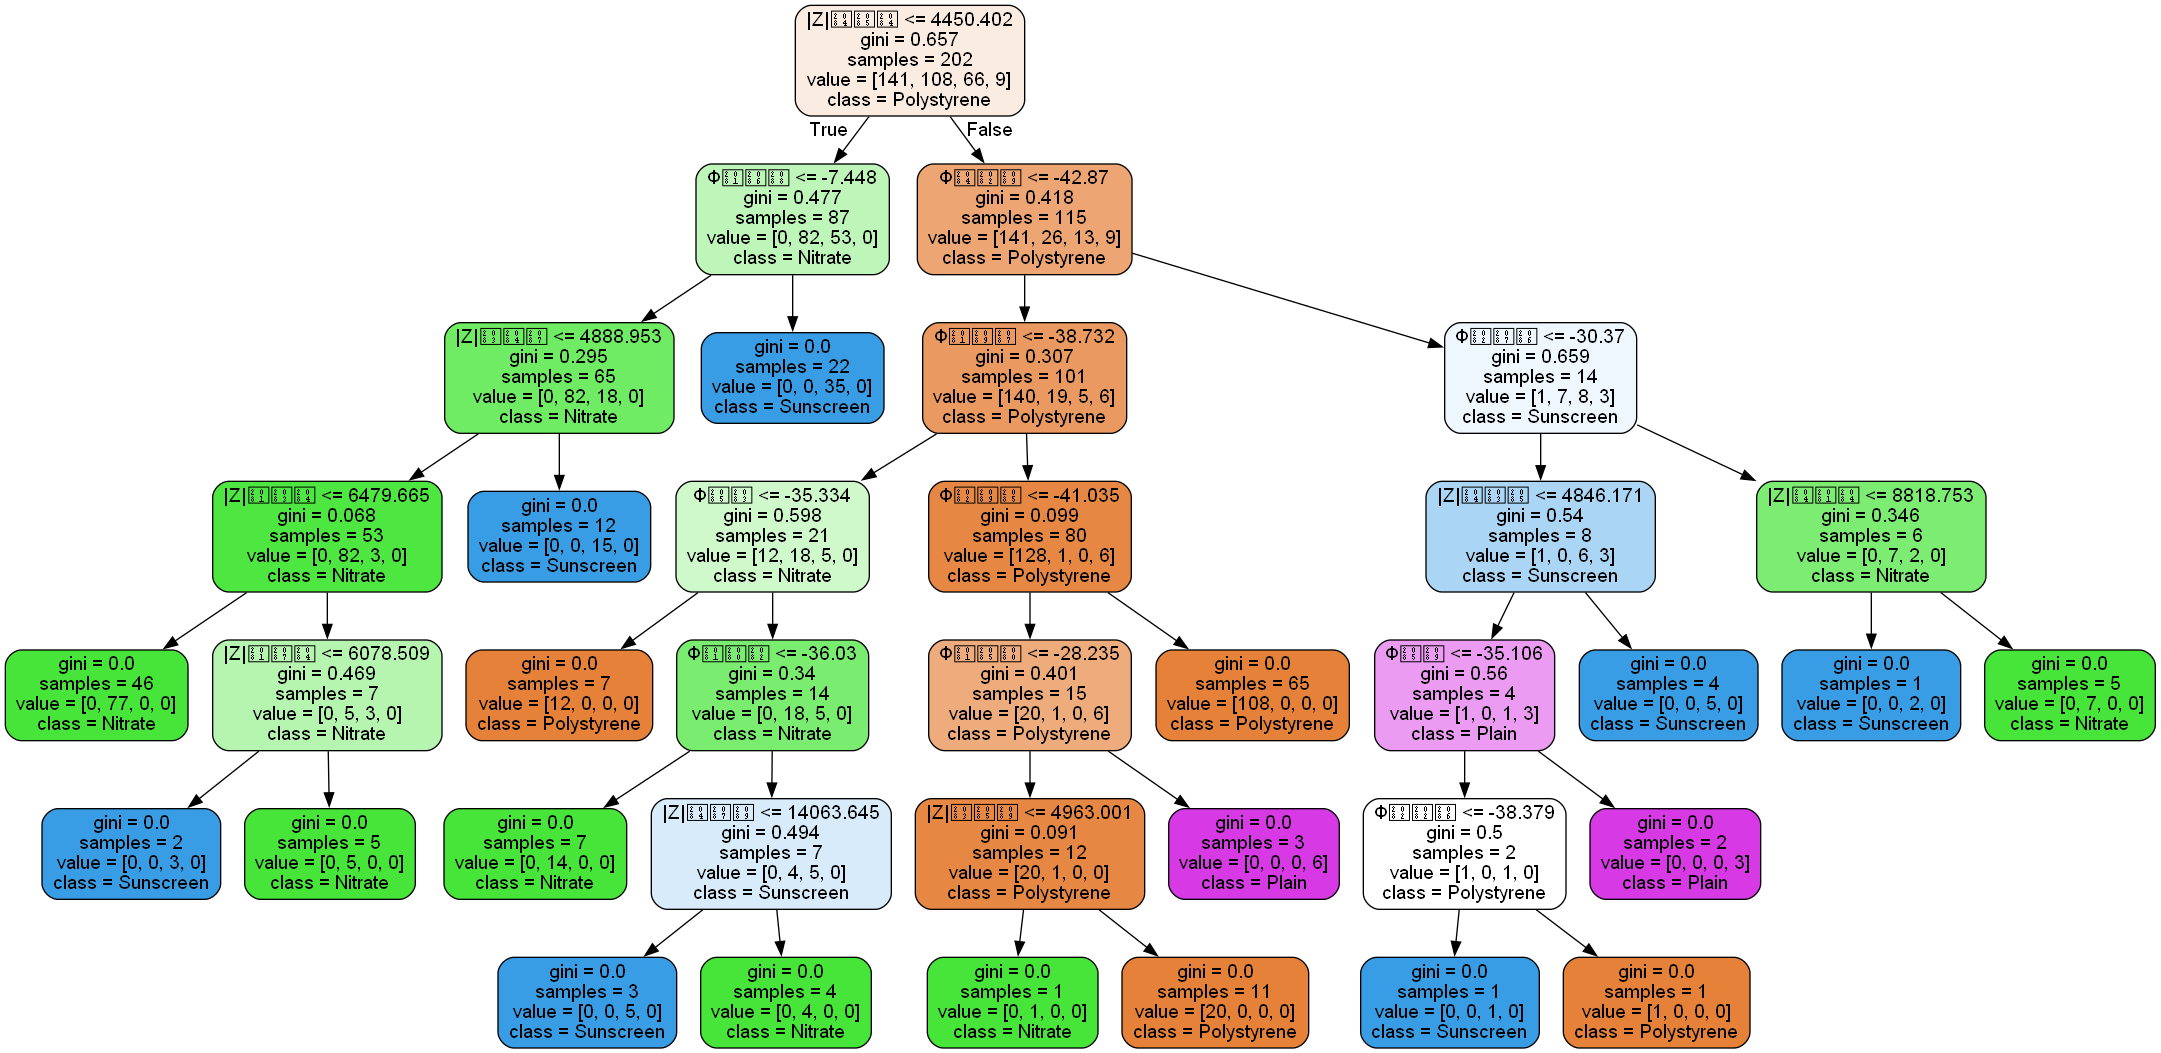 |Z| <= 4450.402
gini = 0.657
samples = 202
value = [141, 108, 66, 9]
class = Polystyrene
True
False
Φ <= -7.448
gini = 0.477
samples = 87
value = [0, 82, 53, 0]
class = Nitrate
Φ <= -42.87
gini = 0.418
samples = 115
value = [141, 26, 13, 9]
class = Polystyrene
|Z| <= 4888.953
gini = 0.295
samples = 65
value = [0, 82, 18, 0]
class = Nitrate
gini = 0.0
samples = 22
value = [0, 0, 35, 0]
class = Sunscreen
Φ <= -38.732
gini = 0.307
samples = 101
value = [140, 19, 5, 6]
class = Polystyrene
Φ <= -30.37
gini = 0.659
samples = 14
value = [1, 7, 8, 3]
class = Sunscreen
|Z| <= 6479.665
gini = 0.068
samples = 53
value = [0, 82, 3, 0]
class = Nitrate
gini = 0.0
samples = 12
value = [0, 0, 15, 0]
class = Sunscreen
Φ <= -35.334
gini = 0.598
samples = 21
value = [12, 18, 5, 0]
class = Nitrate
Φ <= -41.035
gini = 0.099
samples = 80
value = [128, 1, 0, 6]
class = Polystyrene
|Z| <= 4846.171
gini = 0.54
samples = 8
value = [1, 0, 6, 3]
class = Sunscreen
|Z| <= 8818.753
gini = 0.346
samples = 6
value = [0, 7, 2, 0]
class = Nitrate
gini = 0.0
samples = 46
value = [0, 77, 0, 0]
class = Nitrate
|Z| <= 6078.509
gini = 0.469
samples = 7
value = [0, 5, 3, 0]
class = Nitrate
gini = 0.0
samples = 7
value = [12, 0, 0, 0]
class = Polystyrene
Φ <= -36.03
gini = 0.34
samples = 14
value = [0, 18, 5, 0]
class = Nitrate
Φ <= -28.235
gini = 0.401
samples = 15
value = [20, 1, 0, 6]
class = Polystyrene
gini = 0.0
samples = 65
value = [108, 0, 0, 0]
class = Polystyrene
Φ <= -35.106
gini = 0.56
samples = 4
value = [1, 0, 1, 3]
class = Plain
gini = 0.0
samples = 4
value = [0, 0, 5, 0]
class = Sunscreen
gini = 0.0
samples = 1
value = [0, 0, 2, 0]
class = Sunscreen
gini = 0.0
samples = 5
value = [0, 7, 0, 0]
class = Nitrate
gini = 0.0
samples = 2
value = [0, 0, 3, 0]
class = Sunscreen
gini = 0.0
samples = 5
value = [0, 5, 0, 0]
class = Nitrate
gini = 0.0
samples = 7
value = [0, 14, 0, 0]
class = Nitrate
|Z| <= 14063.645
gini = 0.494
samples = 7
value = [0, 4, 5, 0]
class = Sunscreen
|Z| <= 4963.001
gini = 0.091
samples = 12
value = [20, 1, 0, 0]
class = Polystyrene
gini = 0.0
samples = 3
value = [0, 0, 0, 6]
class = Plain
Φ <= -38.379
gini = 0.5
samples = 2
value = [1, 0, 1, 0]
class = Polystyrene
gini = 0.0
samples = 2
value = [0, 0, 0, 3]
class = Plain
gini = 0.0
samples = 3
value = [0, 0, 5, 0]
class = Sunscreen
gini = 0.0
samples = 4
value = [0, 4, 0, 0]
class = Nitrate
gini = 0.0
samples = 1
value = [0, 1, 0, 0]
class = Nitrate
gini = 0.0
samples = 11
value = [20, 0, 0, 0]
class = Polystyrene
gini = 0.0
samples = 1
value = [0, 0, 1, 0]
class = Sunscreen
gini = 0.0
samples = 1
value = [1, 0, 0, 0]
class = Polystyrene